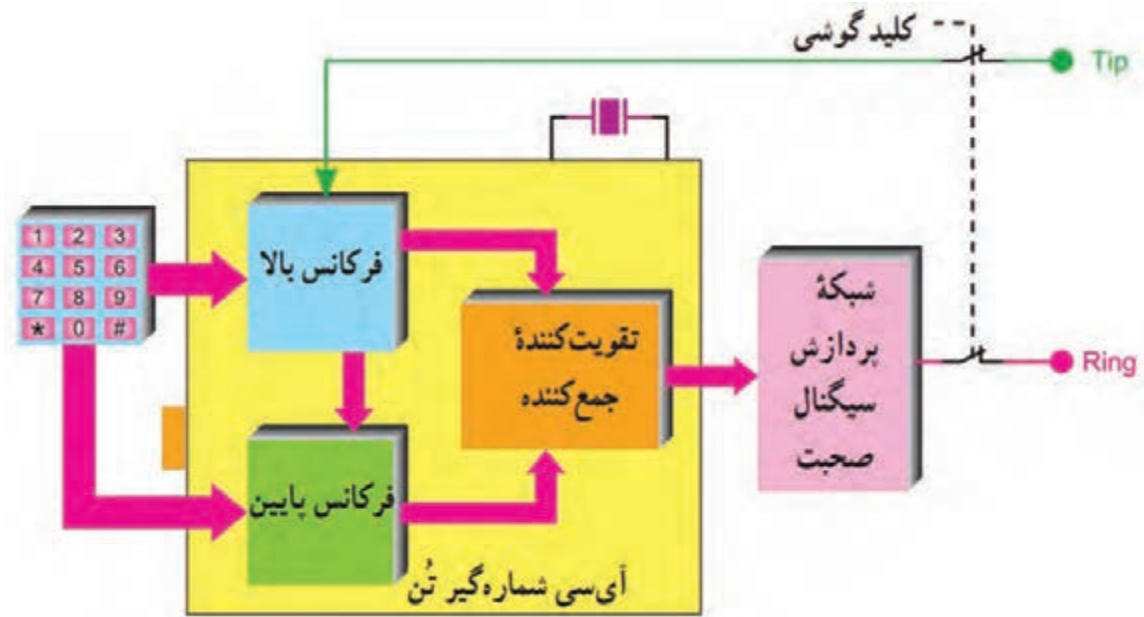 کلید گوشی
Tip
1 2 3
4 5 6
7 8 9
* 0 #
فرکانس بالا
تقویت‌کنندهٔ
جمع‌کننده
شبکهٔ
پردازش
سیگنال
صحبت
Ring
فرکانس پایین
آی‌سی شماره‌گیر تُن